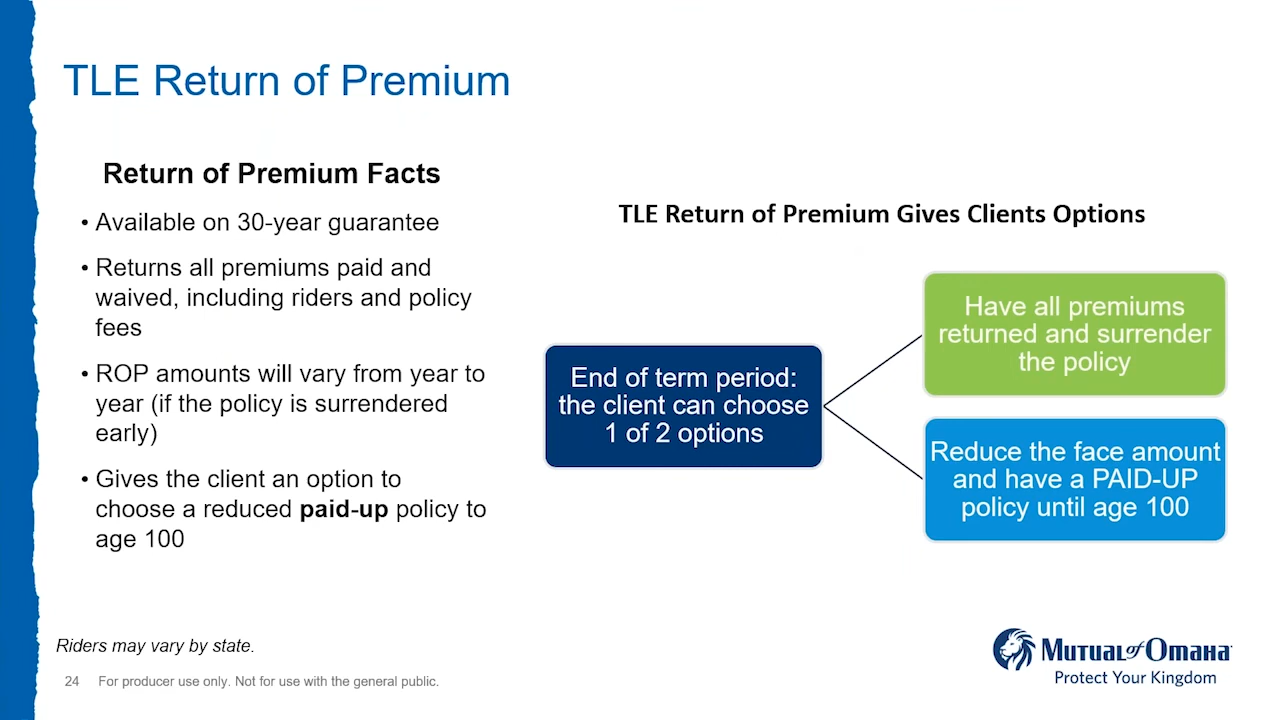 TLE Return of Premium
Return of Premium Facts
• Available on 30-year guarantee
• Returns all premiums paid and
waived, including riders and policy
fees
• ROP amounts will vary from year to
year (if the policy is surrendered
early)
• Gives the client an option to
choose a reduced paid-up policy to
age 100
TLE Return of Premium Gives Clients Options
End of term period:
the client can choose
1 of 2 options
Have all premiums
returned and surrender
the policy
Reduce the face amount
and have a PAID-UP
policy until age 100
Riders may vary by state.
24 For producer use only. Not for use with the general public.
Mutual of Omaha
Protect Your Kingdom